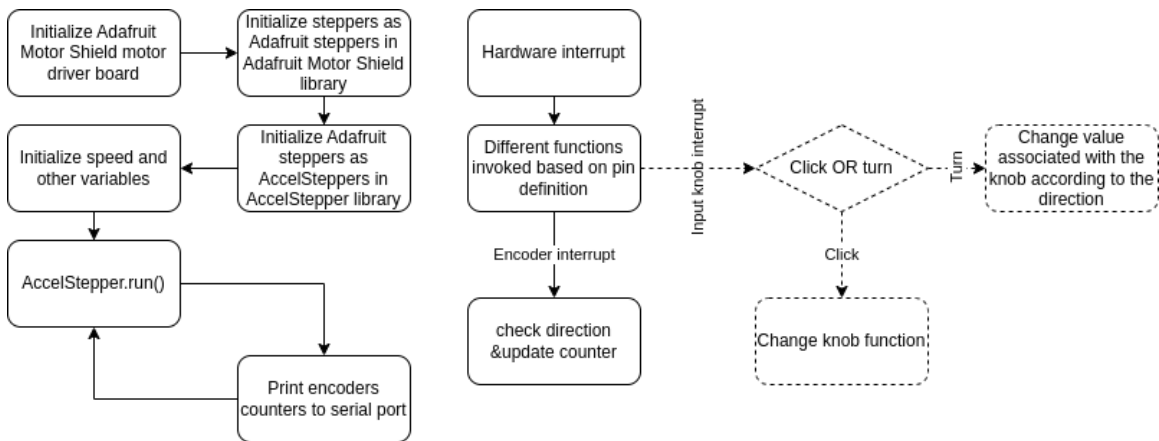 Initialize Adafruit
Motor Shield motor
driver board
Initialize steppers as
Adafruit steppers in
Adafruit Motor Shield
library
Initialize speed and
other variables
Initialize Adafruit
steppers as
AccelSteppers in
AccelStepper library
AccelStepper.run()
Print encoders
counters to serial port
Hardware interrupt
Different functions
invoked based on pin
definition
Encoder interrupt
check direction
&update counter
Input knob interrupt
Click OR turn
Turn
Change value
associated with the
knob according to the
direction
Click
Change knob function